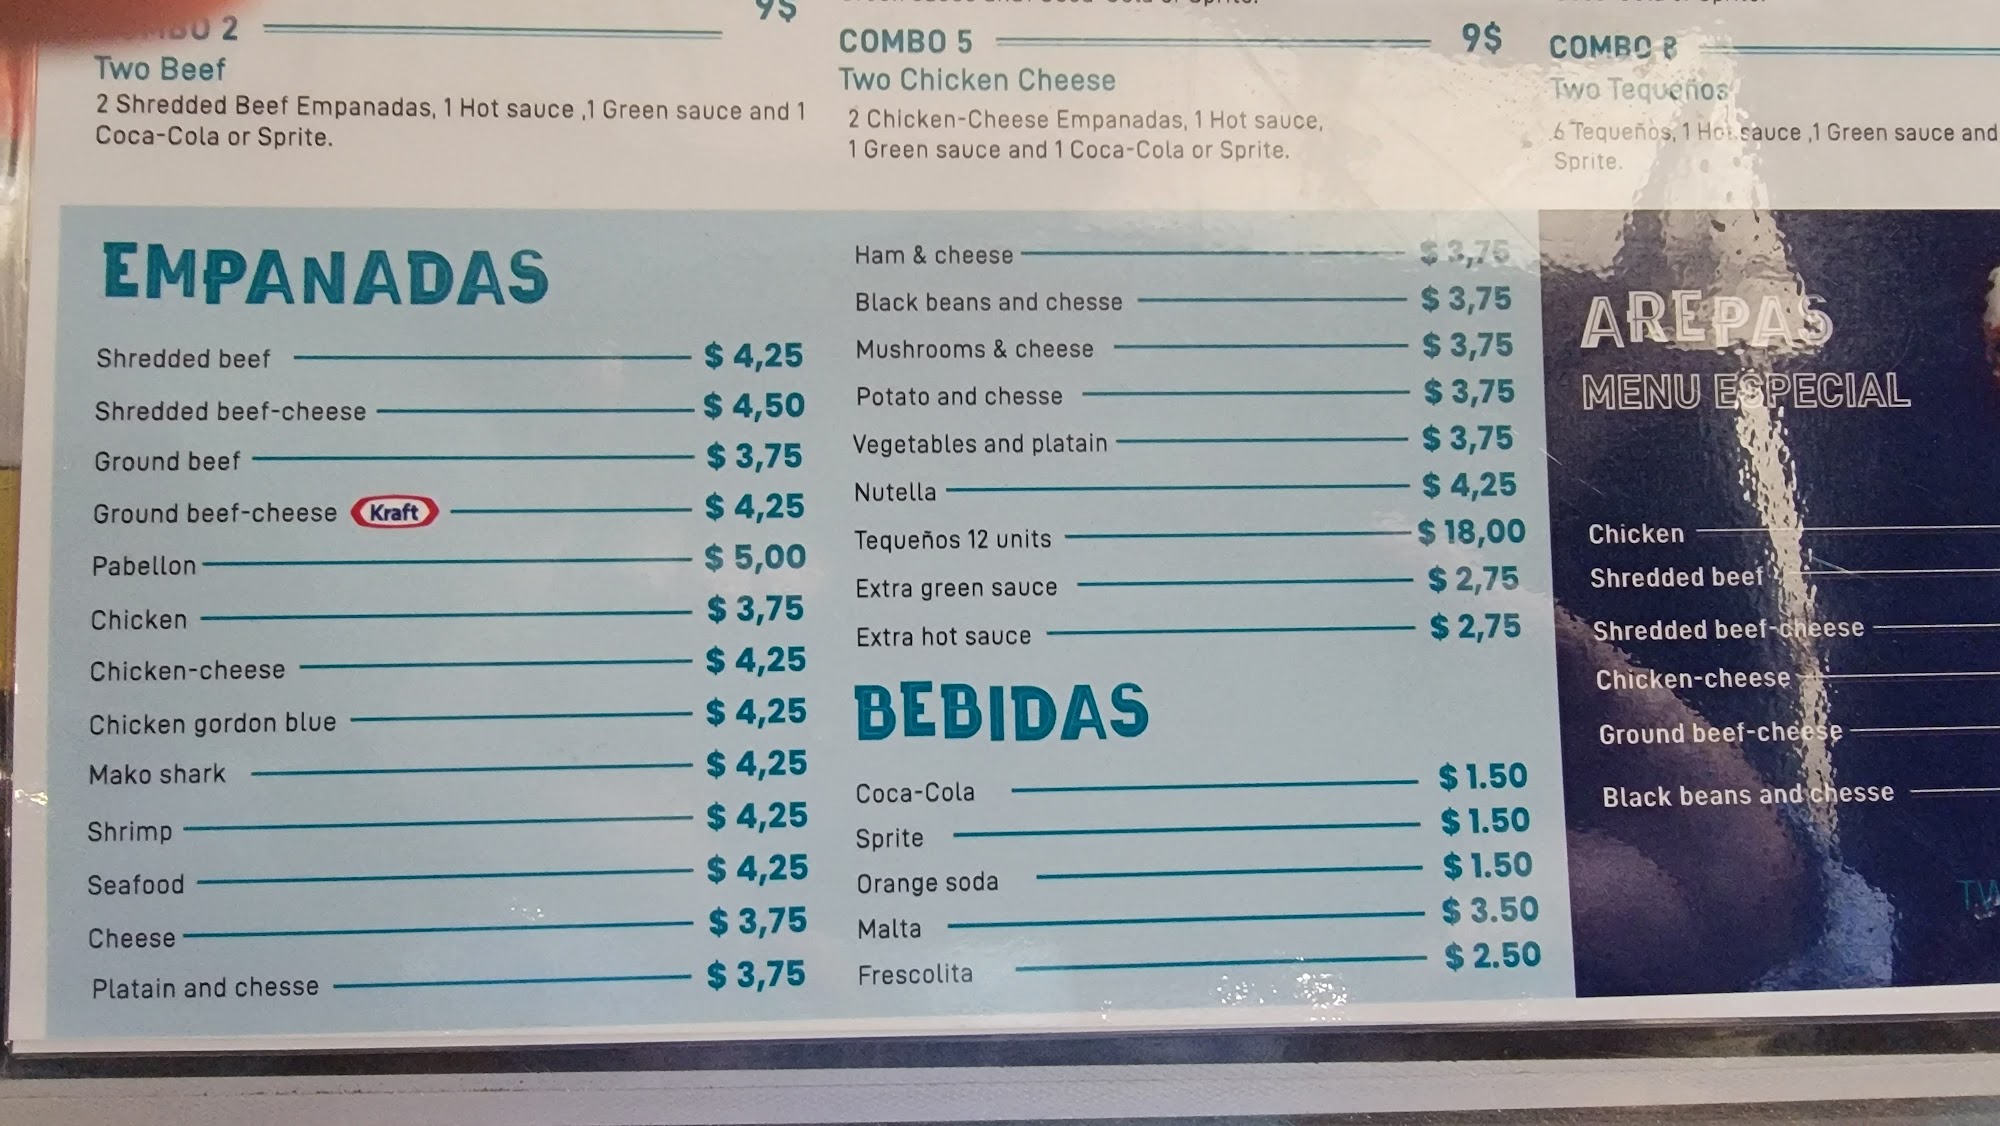 9$
COMBO 2
Two Beef
2 Shredded Beef Empanadas, 1 Hot sauce ,1 Green sauce and 1
Coca-Cola or Sprite.
COMBO 5 9$
Two Chicken Cheese
2 Chicken-Cheese Empanadas, 1 Hot sauce,
1 Green sauce and 1 Coca-Cola or Sprite.
COMBO 8
Two Tequeños
6 Tequeños, 1 Hot sauce ,1 Green sauce and
Sprite.
EMPANADAS
Shredded beef $ 4,25
Shredded beef-cheese $ 4,50
Ground beef $ 3,75
Ground beef-cheese Kraft $ 4,25
Pabellon $ 5,00
Chicken $ 3,75
Chicken-cheese $ 4,25
Chicken gordon blue $ 4,25
Mako shark $ 4,25
Shrimp $ 4,25
Seafood $ 4,25
Cheese $ 3,75
Platain and chesse $ 3,75
Ham & cheese $ 3,75
Black beans and chesse $ 3,75
Mushrooms & cheese $ 3,75
Potato and chesse $ 3,75
Vegetables and platain $ 3,75
Nutella $ 4,25
Tequeños 12 units $ 18,00
Extra green sauce $ 2,75
Extra hot sauce $ 2,75
BEBIDAS
Coca-Cola $ 1.50
Sprite $ 1.50
Orange soda $ 1.50
Malta $ 3.50
Frescolita $ 2.50
AREPAS
MENU ESPECIAL
Chicken
Shredded beef
Shredded beef-cheese
Chicken-cheese
Ground beef-cheese
Black beans and chesse